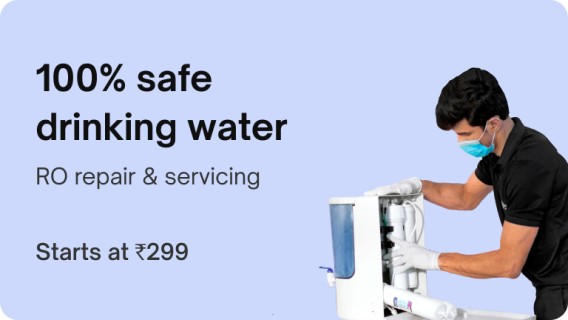 100% safe
drinking water
RO repair & servicing
Starts at ₹299